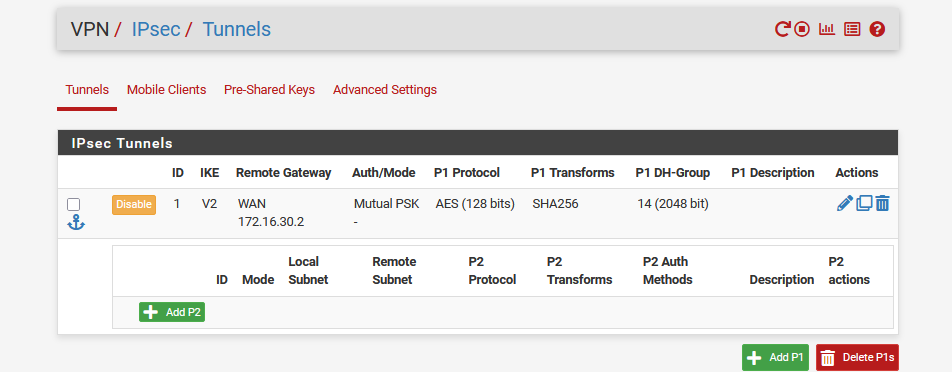 VPN / IPsec / Tunnels
Tunnels Mobile Clients Pre-Shared Keys Advanced Settings
IPsec Tunnels
ID IKE Remote Gateway Auth/Mode P1 Protocol P1 Transforms P1 DH-Group P1 Description Actions
Disable 1 V2 WAN Mutual PSK AES (128 bits) SHA256 14 (2048 bit)
172.16.30.2 -
Local Remote P2 P2 P2 Auth P2
ID Mode Subnet Subnet Protocol Transforms Methods Description actions
Add P2
Add P1 Delete P1s